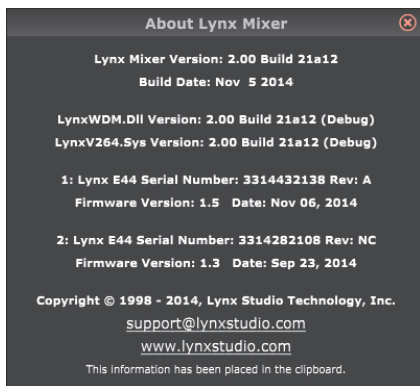 About Lynx Mixer
Lynx Mixer Version: 2.00 Build 21a12
Build Date: Nov  5 2014
LynxWDM.Dll Version: 2.00 Build 21a12 (Debug)
LynxV264.Sys Version: 2.00 Build 21a12 (Debug)
1: Lynx E44 Serial Number: 3314432138 Rev: A
Firmware Version: 1.5   Date: Nov 06, 2014
2: Lynx E44 Serial Number: 3314282108 Rev: NC
Firmware Version: 1.3   Date: Sep 23, 2014
Copyright © 1998 - 2014, Lynx Studio Technology, Inc.
support@lynxstudio.com
www.lynxstudio.com
This information has been placed in the clipboard.